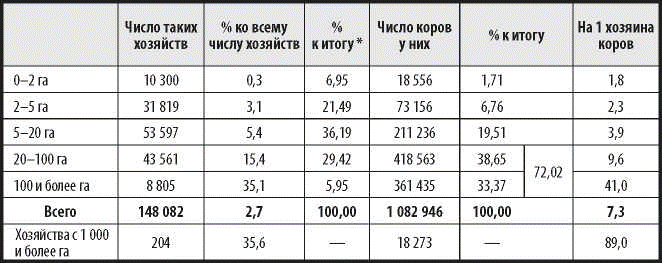 Число таких хозяйств | % ко всему числу хозяйств | % к итогу * | Число коров у них | % к итогу | На 1 хозяина коров
0–2 га | 10 300 | 0,3 | 6,95 | 18 556 | 1,71 | 1,8
2–5 га | 31 819 | 3,1 | 21,49 | 73 156 | 6,76 | 2,3
5–20 га | 53 597 | 5,4 | 36,19 | 211 236 | 19,51 | 3,9
20–100 га | 43 561 | 15,4 | 29,42 | 418 563 | 38,65 | 72,02 | 9,6
100 и более га | 8 805 | 35,1 | 5,95 | 361 435 | 33,37 | 41,0
Всего | 148 082 | 2,7 | 100,00 | 1 082 946 | 100,00 | 7,3
Хозяйства с 1 000 и более га | 204 | 35,6 | — | 18 273 | — | 89,0